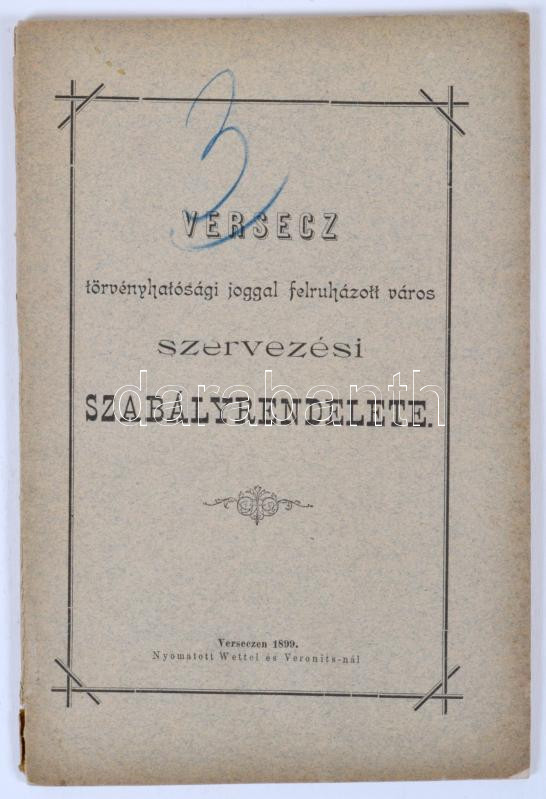 3
VERSECZ
törvényhatósági joggal felruházott város
szervezési
SZABÁLYRENDELETE.
darabanth
Verseczen 1899.
Nyomatott Wettel és Veronits-nál